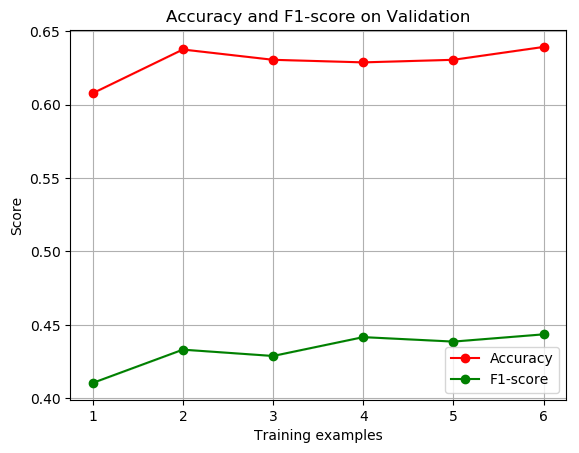 Accuracy and F1-score on Validation
Score
0.65
0.60
0.55
0.50
0.45
0.40
1 2 3 4 5 6
Training examples
Accuracy
F1-score